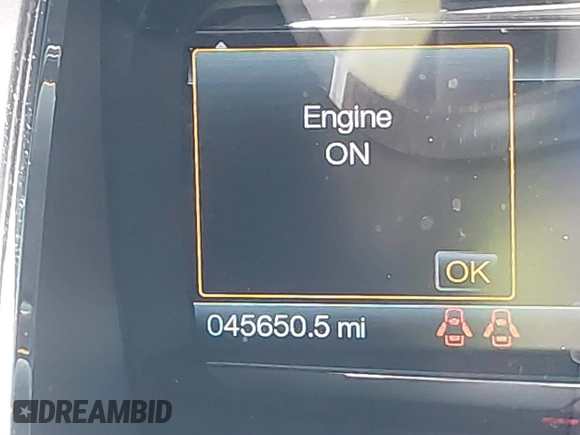 Engine
ON
OK
045650.5 mi
DREAMBID